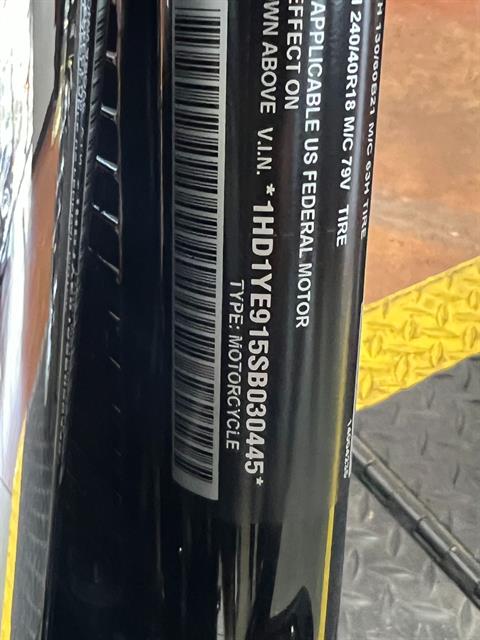 H 130/60B21 M/C 63H TIRE
240/40R18 M/C 79V TIRE
APPLICABLE US FEDERAL MOTOR
EFFECT ON
WN ABOVE V.I.N. *1HD1YE915SB030445*
TYPE: MOTORCYCLE